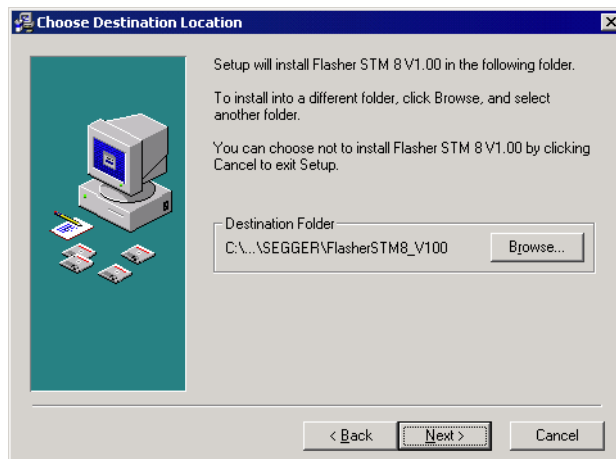 Choose Destination Location
Setup will install Flasher STM 8 V1.00 in the following folder.
To install into a different folder, click Browse, and select
another folder.
You can choose not to install Flasher STM 8 V1.00 by clicking
Cancel to exit Setup.
Destination Folder
C:\...\SEGGER\FlasherSTM8_V100
Browse...
< Back
Next >
Cancel